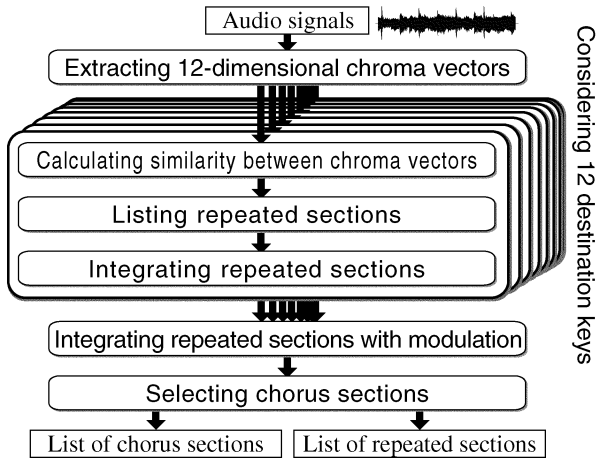 Audio signals
Extracting 12-dimensional chroma vectors
Calculating similarity between chroma vectors
Listing repeated sections
Integrating repeated sections
Considering 12 destination keys
Integrating repeated sections with modulation
Selecting chorus sections
List of chorus sections
List of repeated sections